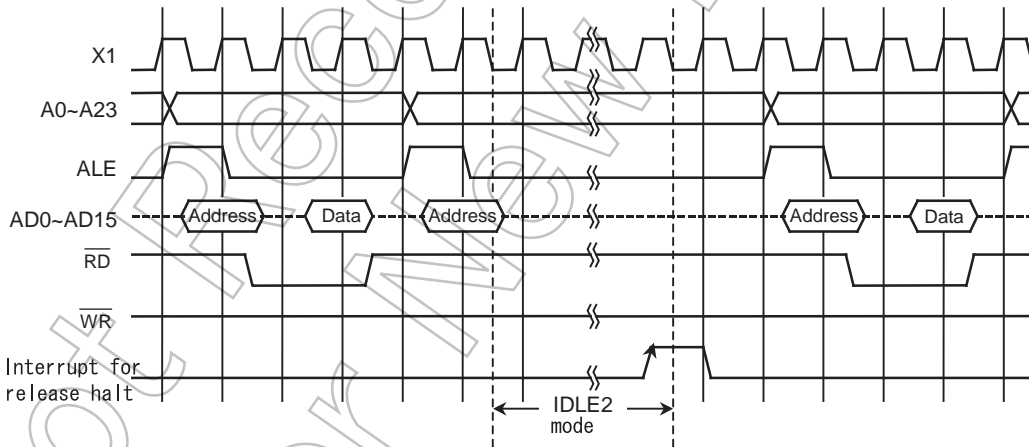 X1
A0~A23
ALE
AD0~AD15
Address
Data
Address
Address
Data
RD
WR
Interrupt for
release halt
IDLE2
mode